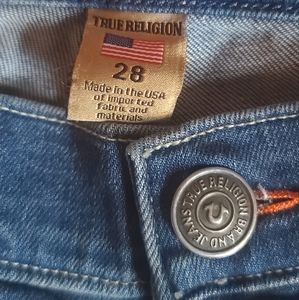 TRUE RELIGION
28
Made in the USA
of imported
fabric and
materials
TRUE RELIGION BRAND JEANS